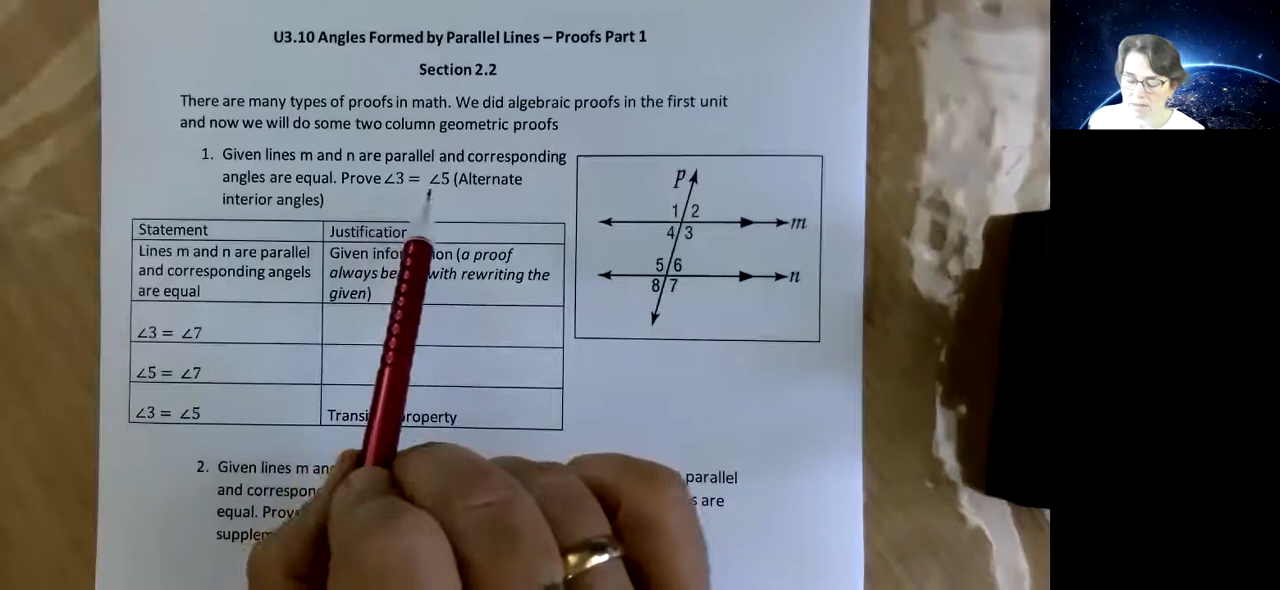 U3.10 Angles Formed by Parallel Lines – Proofs Part 1
Section 2.2
There are many types of proofs in math. We did algebraic proofs in the first unit
and now we will do some two column geometric proofs
1. Given lines m and n are parallel and corresponding
angles are equal. Prove ∠3 = ∠5 (Alternate
interior angles)
Statement
Justification
Lines m and n are parallel
and corresponding angels
are equal
Given ion (a proof
always with rewriting the
given)
∠3 = ∠7
∠5 = ∠7
∠3 = ∠5
property
p
1 2
m
4 3
5 6
n
8 7
2. Given lines m
parallel
and
are
equal.